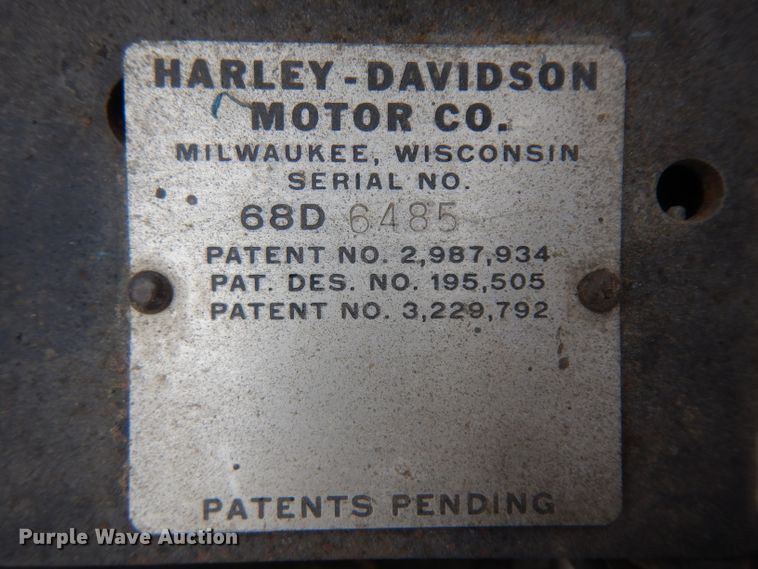 HARLEY-DAVIDSON
MOTOR CO.
MILWAUKEE, WISCONSIN
SERIAL NO.
68D 6485
PATENT NO. 2,987,934
PAT. DES. NO. 195,505
PATENT NO. 3,229,792
PATENTS PENDING
Purple Wave Auction